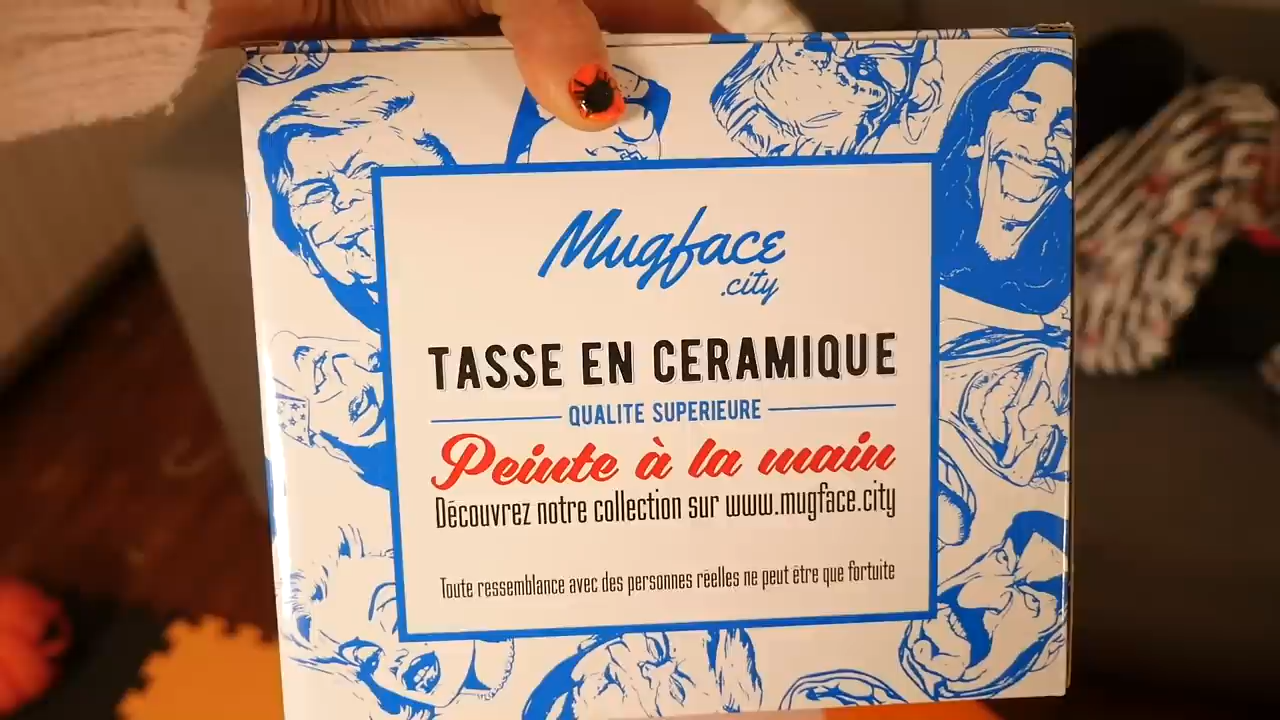 Mugface
.city
TASSE EN CERAMIQUE
QUALITE SUPERIEURE
Peinte à la main
Découvrez notre collection sur www.mugface.city
Toute ressemblance avec des personnes réelles ne peut être que fortuite